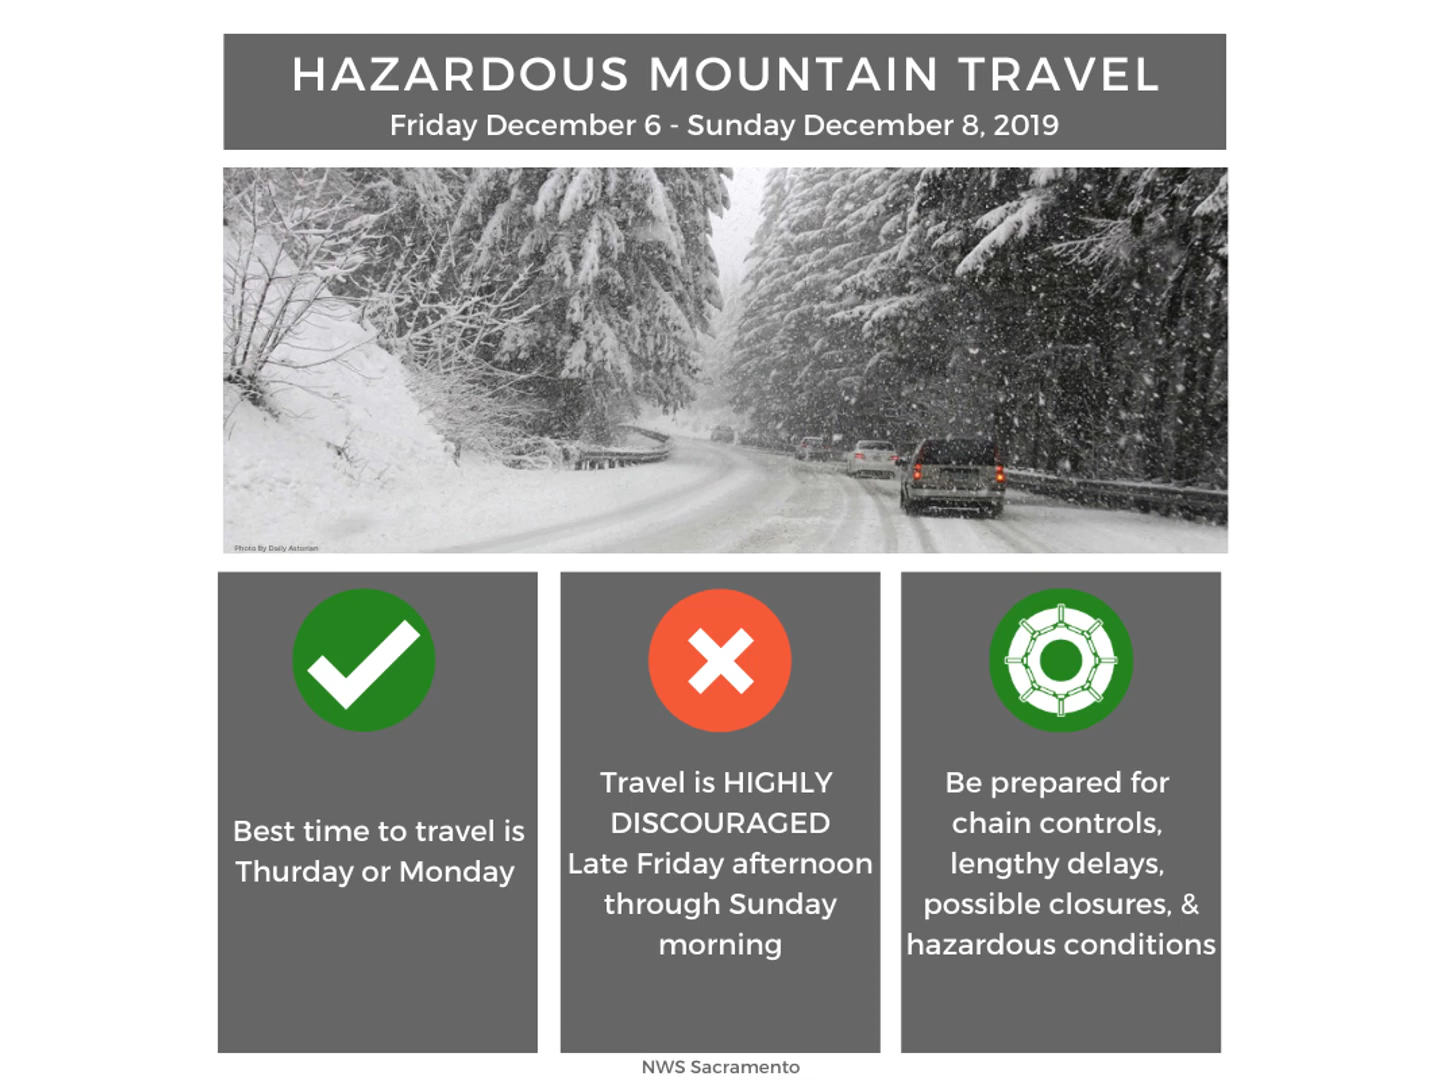 HAZARDOUS MOUNTAIN TRAVEL
Friday December 6 - Sunday December 8, 2019
Photo By Daily Astorian
Best time to travel is
Thurday or Monday
Travel is HIGHLY
DISCOURAGED
Late Friday afternoon
through Sunday
morning
Be prepared for
chain controls,
lengthy delays,
possible closures, &
hazardous conditions
NWS Sacramento